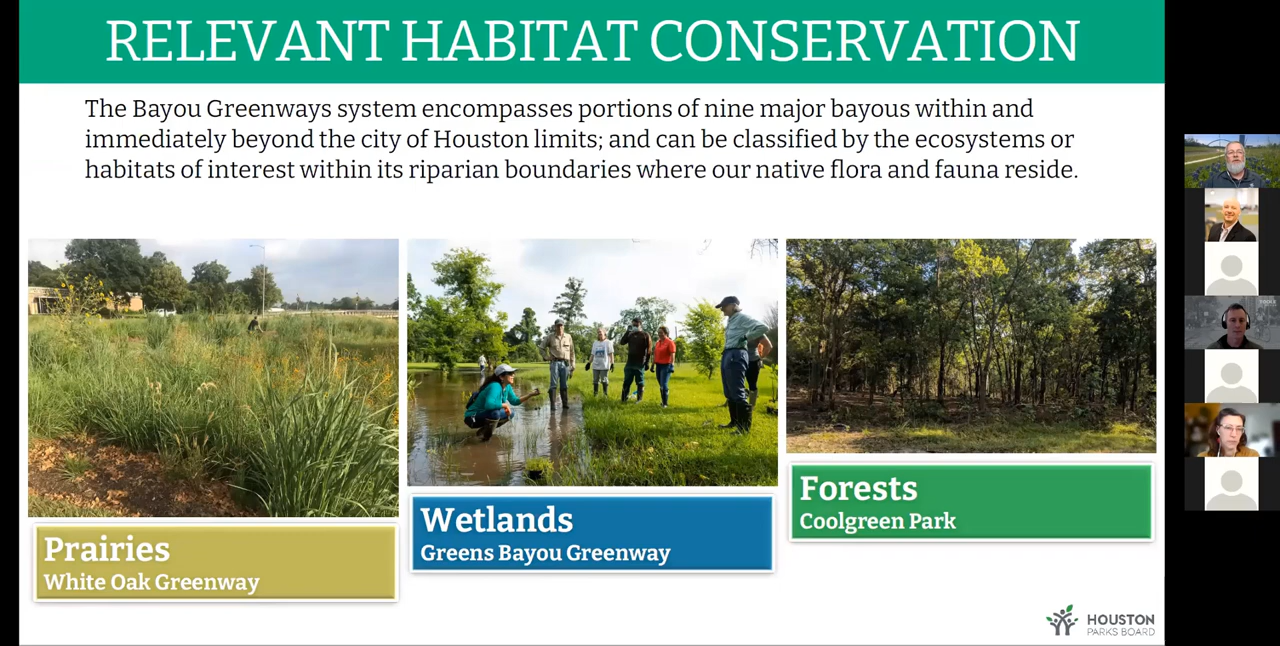 RELEVANT HABITAT CONSERVATION
The Bayou Greenways system encompasses portions of nine major bayous within and
immediately beyond the city of Houston limits; and can be classified by the ecosystems or
habitats of interest within its riparian boundaries where our native flora and fauna reside.
Prairies
White Oak Greenway
Wetlands
Greens Bayou Greenway
Forests
Coolgreen Park
HOUSTON
PARKS BOARD